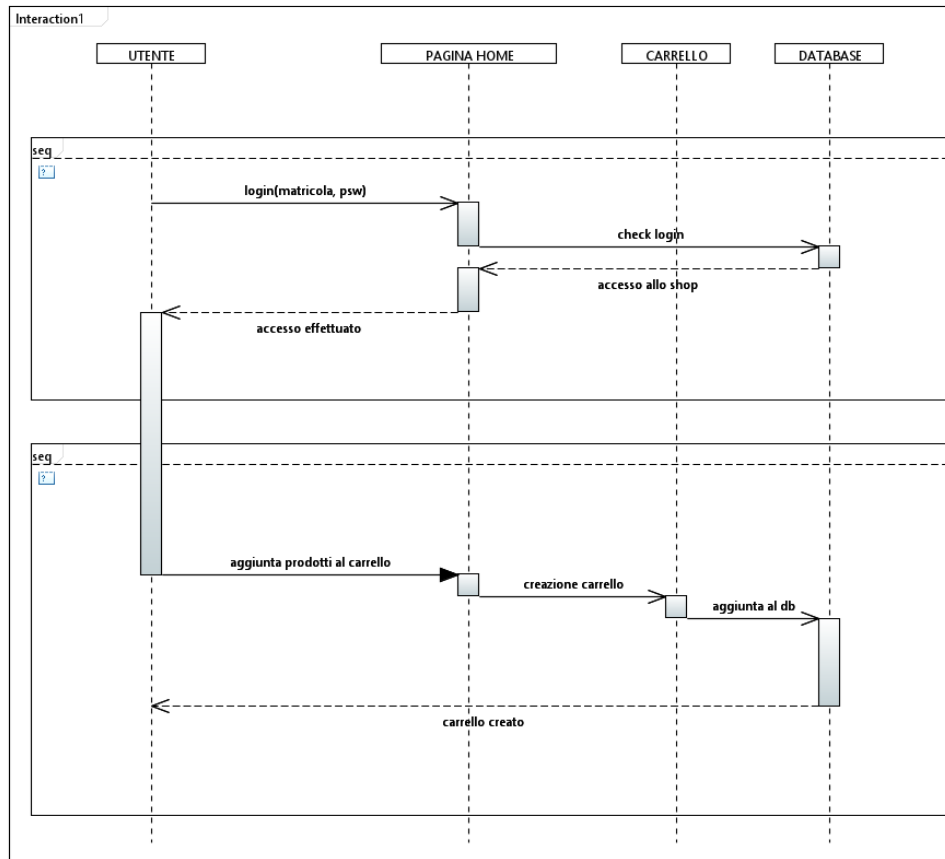 Interaction1
UTENTE
PAGINA HOME
CARRELLO
DATABASE
seq
?
login(matricola, psw)
check login
accesso allo shop
accesso effettuato
seq
?
aggiunta prodotti al carrello
creazione carrello
aggiunta al db
carrello creato